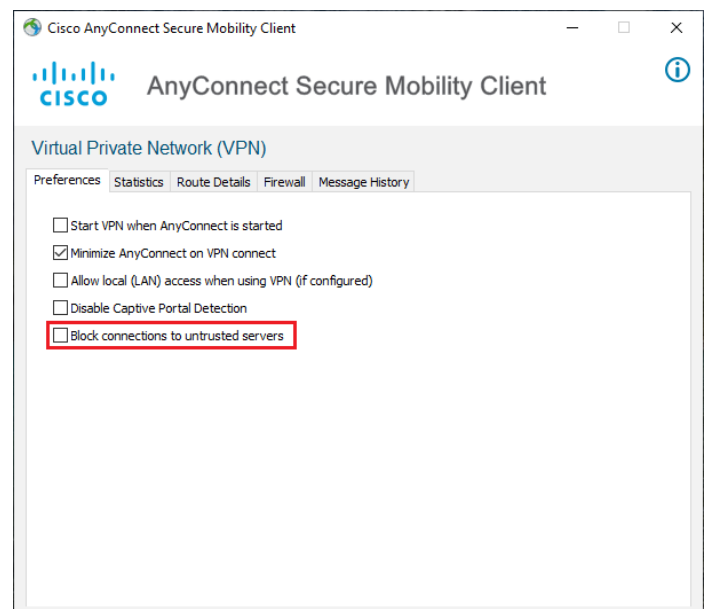 Cisco AnyConnect Secure Mobility Client
CISCO
AnyConnect Secure Mobility Client
Virtual Private Network (VPN)
Preferences Statistics Route Details Firewall Message History
Start VPN when AnyConnect is started
Minimize AnyConnect on VPN connect
Allow local (LAN) access when using VPN (if configured)
Disable Captive Portal Detection
Block connections to untrusted servers